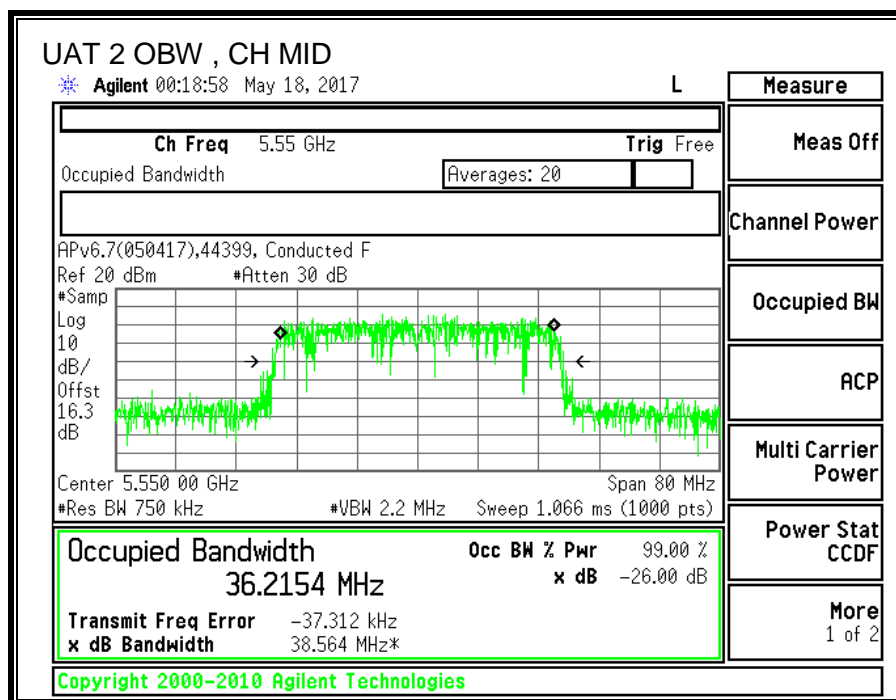 UAT 2 OBW , CH MID
Agilent 00:18:58 May 18, 2017 L
Measure
Ch Freq 5.55 GHz Trig Free
Occupied Bandwidth Averages: 20
APv6.7(050417),44399, Conducted F
Ref 20 dBm #Atten 30 dB
#Samp
Log
10
dB/
Offst
16.3
dB
Center 5.550 00 GHz Span 80 MHz
#Res BW 750 kHz #VBW 2.2 MHz Sweep 1.066 ms (1000 pts)
Occupied Bandwidth Occ BW % Pwr 99.00 %
36.2154 MHz x dB -26.00 dB
Transmit Freq Error -37.312 kHz
x dB Bandwidth 38.564 MHz*
Meas Off
Channel Power
Occupied BW
ACP
Multi Carrier
Power
Power Stat
CCDF
More
1 of 2
Copyright 2000-2010 Agilent Technologies